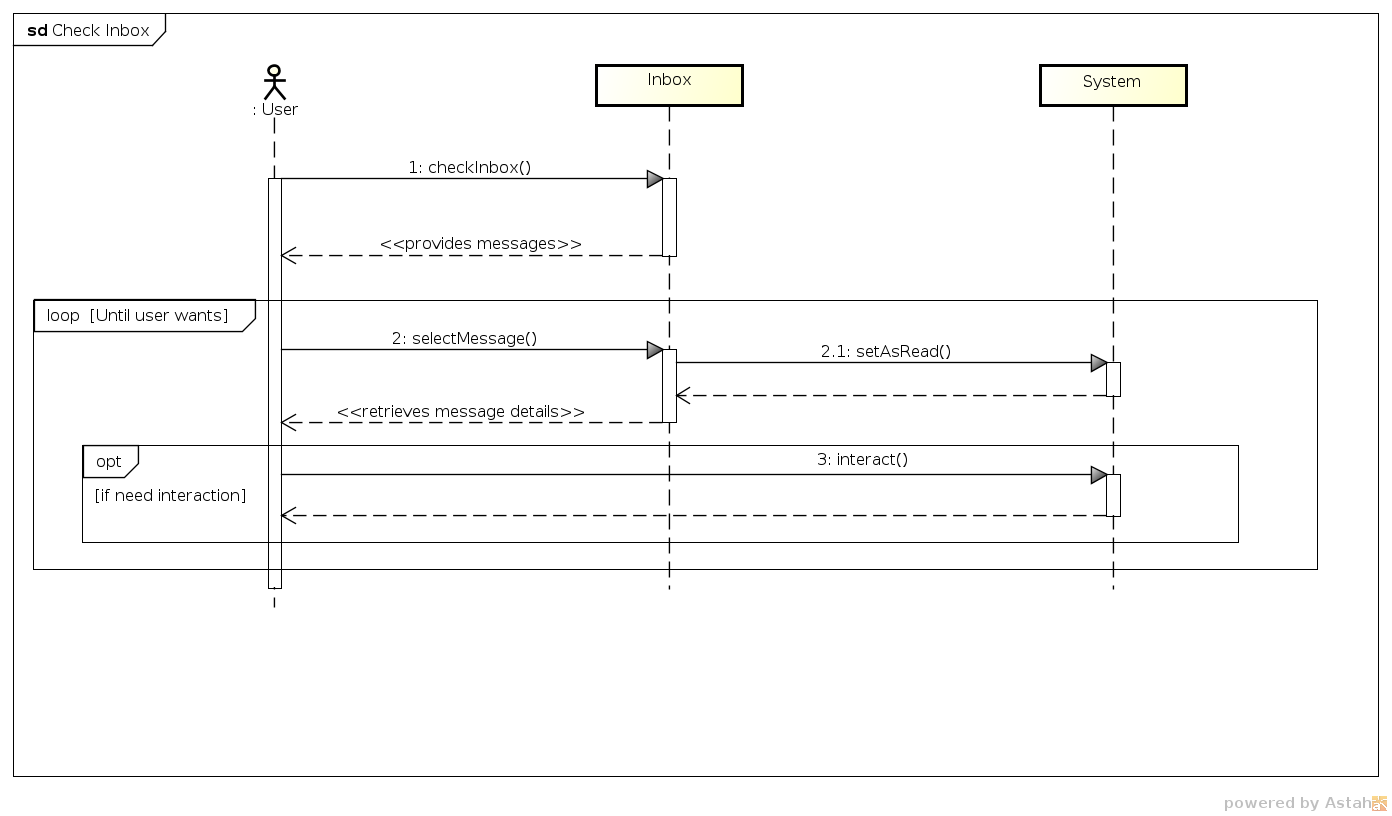 sd Check Inbox
: User
Inbox
System
1: checkInbox()
<<provides messages>>
loop [Until user wants]
2: selectMessage()
2.1: setAsRead()
<<retrieves message details>>
opt
3: interact()
[if need interaction]
powered by Astah